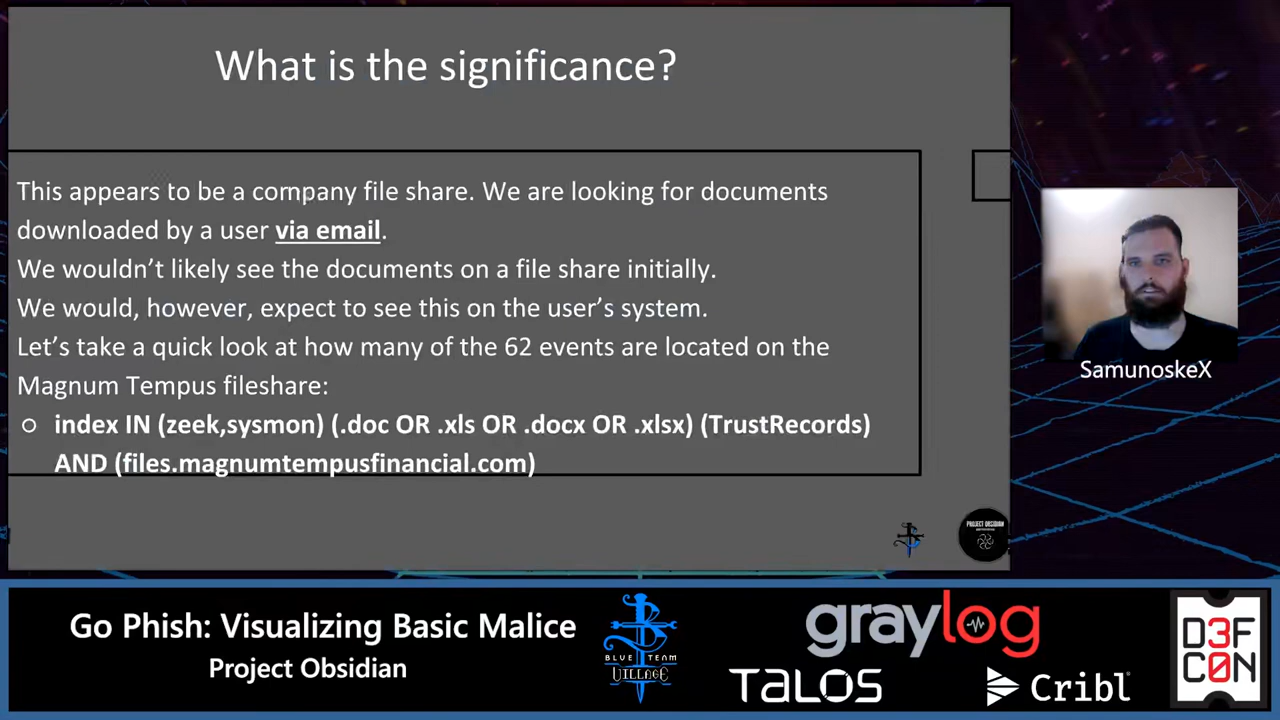 What is the significance?
This appears to be a company file share. We are looking for documents
downloaded by a user via email.
We wouldn't likely see the documents on a file share initially.
We would, however, expect to see this on the user's system.
Let's take a quick look at how many of the 62 events are located on the
Magnum Tempus fileshare:
○ index IN (zeek,sysmon) (.doc OR .xls OR .docx OR .xlsx) (TrustRecords)
AND (files.magnumtempusfinancial.com)
SamunoskeX
PROJECT OBSIDIAN
Go Phish: Visualizing Basic Malice
Project Obsidian
BLUE TEAM
VILLAGE
graylog
TALOS
Cribl
D3F
C0N